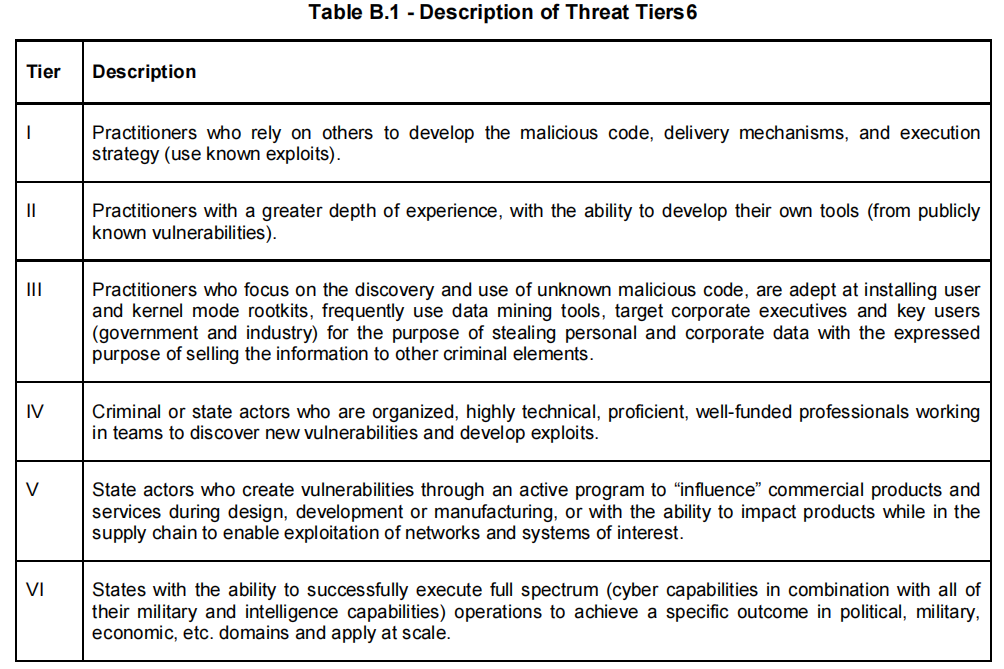 Table B.1 - Description of Threat Tiers6
Tier Description
I Practitioners who rely on others to develop the malicious code, delivery mechanisms, and execution
strategy (use known exploits).
II Practitioners with a greater depth of experience, with the ability to develop their own tools (from publicly
known vulnerabilities).
III Practitioners who focus on the discovery and use of unknown malicious code, are adept at installing user
and kernel mode rootkits, frequently use data mining tools, target corporate executives and key users
(government and industry) for the purpose of stealing personal and corporate data with the expressed
purpose of selling the information to other criminal elements.
IV Criminal or state actors who are organized, highly technical, proficient, well-funded professionals working
in teams to discover new vulnerabilities and develop exploits.
V State actors who create vulnerabilities through an active program to “influence” commercial products and
services during design, development or manufacturing, or with the ability to impact products while in the
supply chain to enable exploitation of networks and systems of interest.
VI States with the ability to successfully execute full spectrum (cyber capabilities in combination with all of
their military and intelligence capabilities) operations to achieve a specific outcome in political, military,
economic, etc. domains and apply at scale.